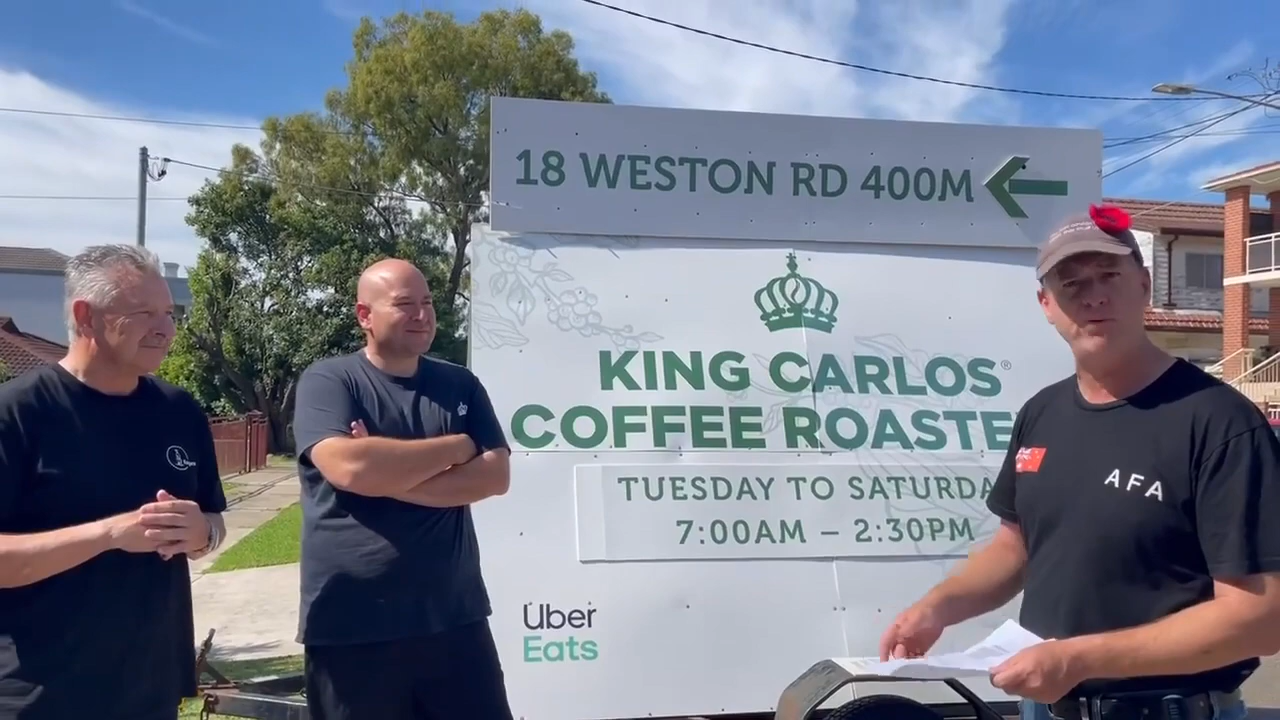 18 WESTON RD 400M
KING CARLOS®
COFFEE ROASTE
TUESDAY TO SATURDA
7:00AM – 2:30PM
Uber
Eats
AFA